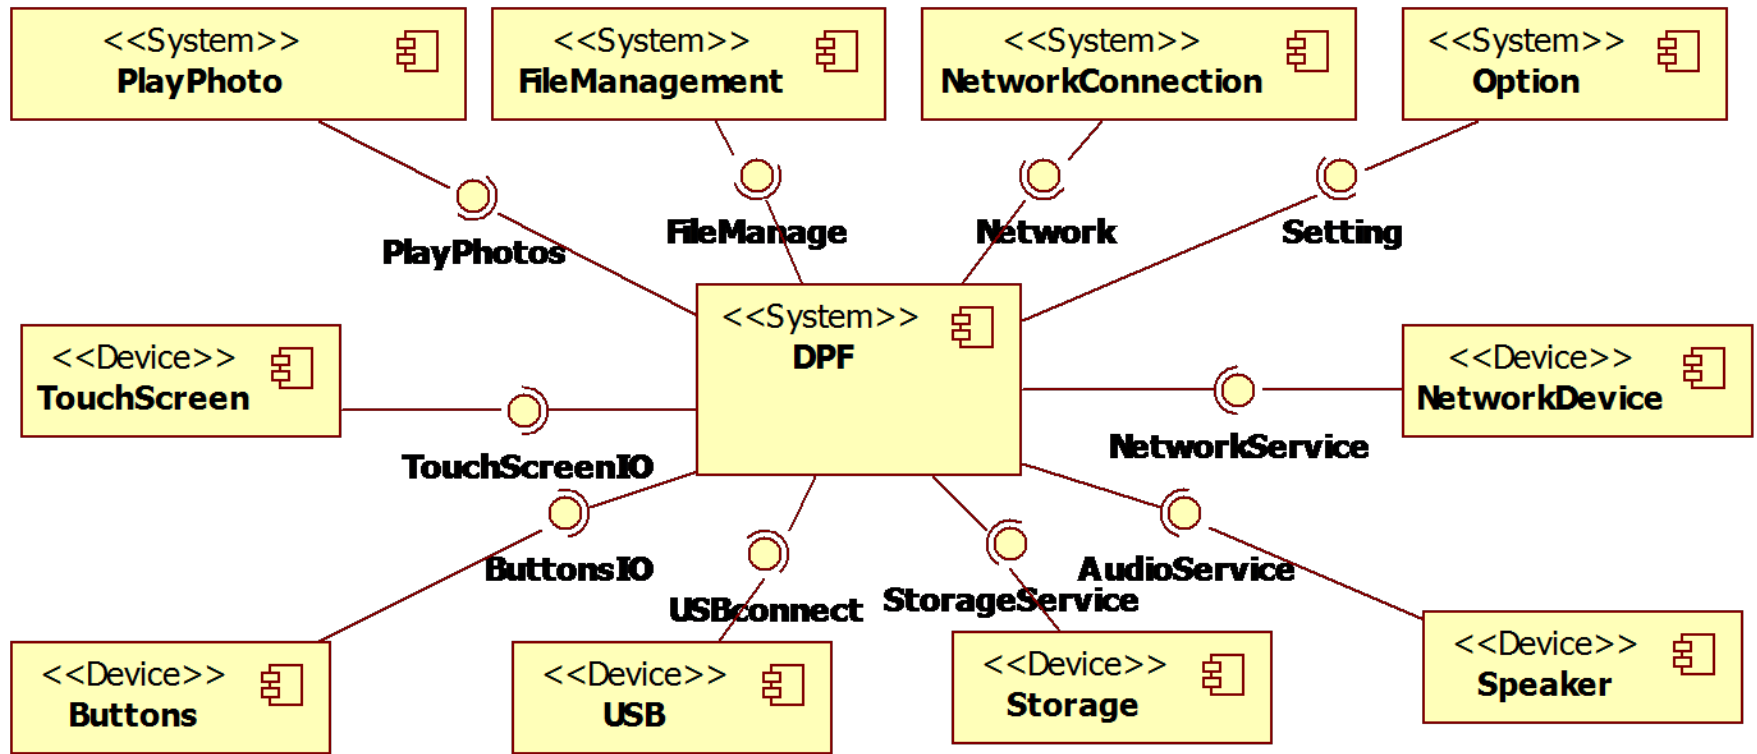 <<System>>
PlayPhoto
<<System>>
FileManagement
<<System>>
NetworkConnection
<<System>>
Option
PlayPhotos
FileManage
Network
Setting
<<System>>
DPF
<<Device>>
TouchScreen
<<Device>>
NetworkDevice
TouchScreenIO
NetworkService
ButtonsIO
USBconnect
StorageService
AudioService
<<Device>>
Buttons
<<Device>>
USB
<<Device>>
Storage
<<Device>>
Speaker